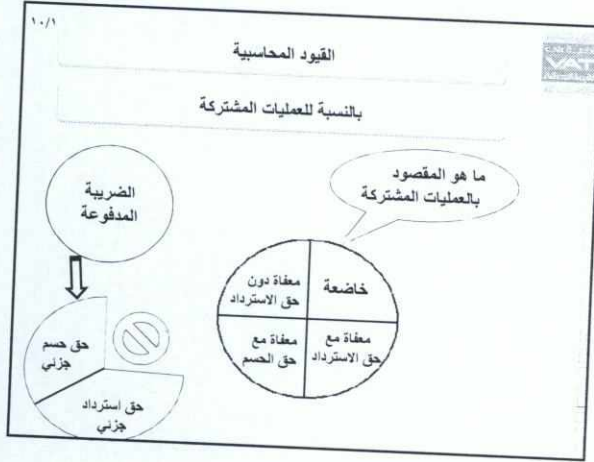 ١٠/١
القيود المحاسبية
VAT
بالنسبة للعمليات المشتركة
ما هو المقصود
بالعمليات المشتركة
الضريبة
المدفوعة
خاضعة
معفاة دون
حق الاسترداد
معفاة مع
حق الاسترداد
معفاة مع
حق الحسم
حق حسم
جزئي
حق استرداد
جزئي